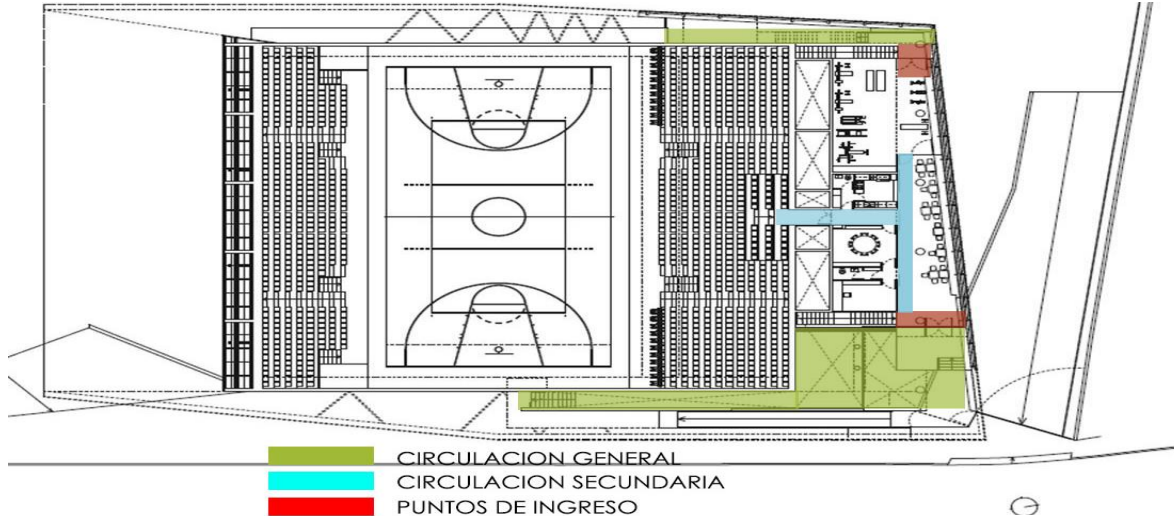 CIRCULACION GENERAL
CIRCULACION SECUNDARIA
PUNTOS DE INGRESO